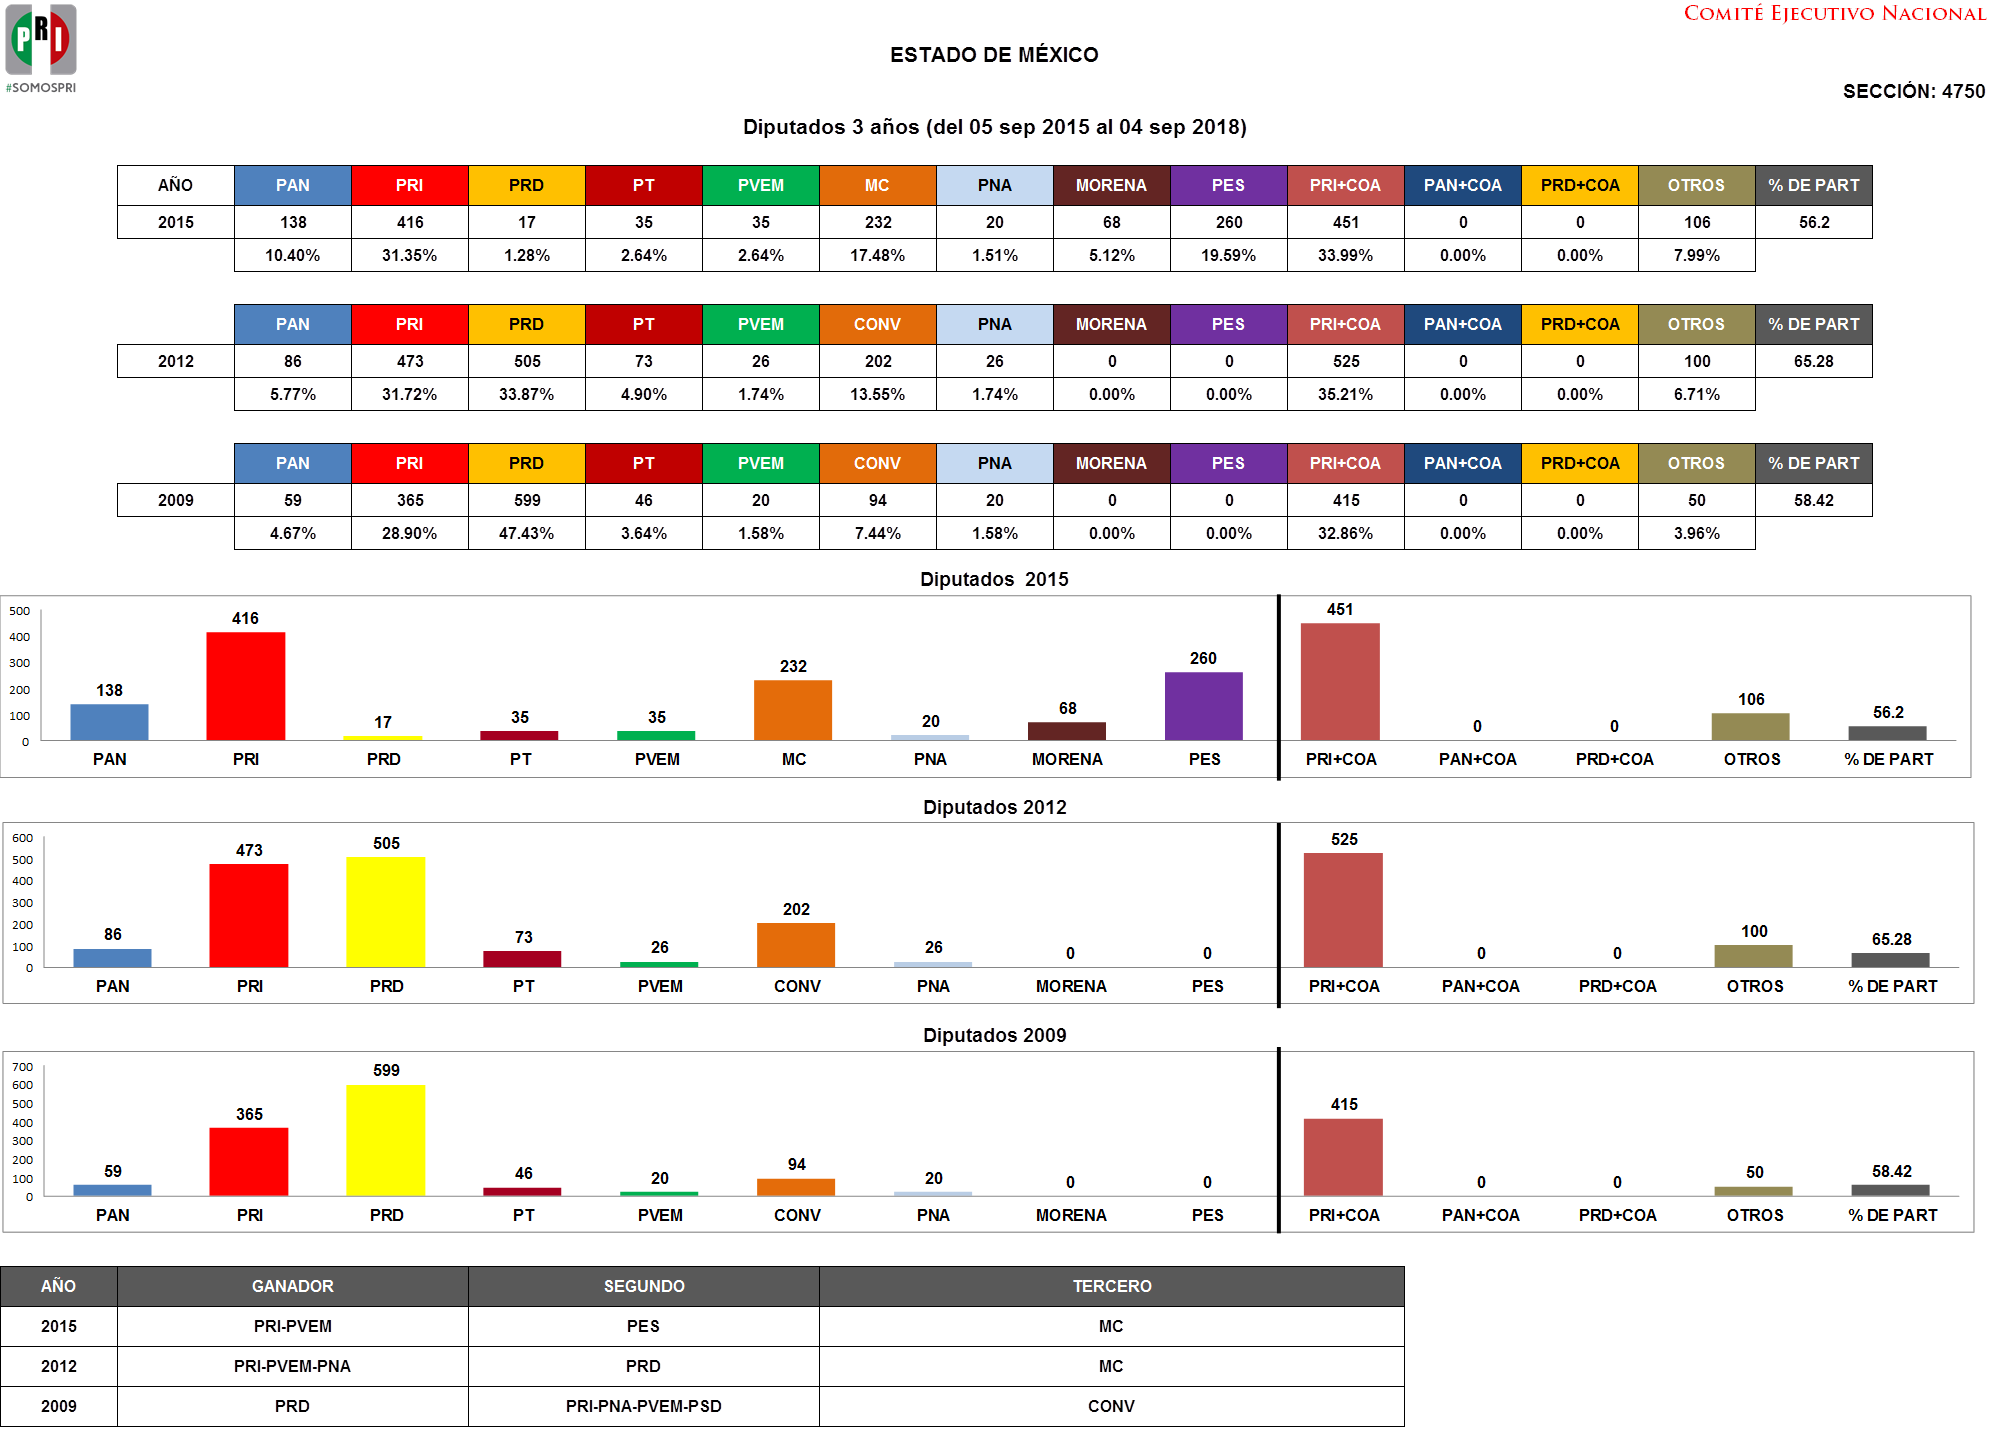 PRI
#SOMOSPRI
COMITÉ EJECUTIVO NACIONAL
ESTADO DE MÉXICO
SECCIÓN: 4750
Diputados 3 años (del 05 sep 2015 al 04 sep 2018)
AÑO PAN PRI PRD PT PVEM MC PNA MORENA PES PRI+COA PAN+COA PRD+COA OTROS % DE PART
2015 138 416 17 35 35 232 20 68 260 451 0 0 106 56.2
10.40% 31.35% 1.28% 2.64% 2.64% 17.48% 1.51% 5.12% 19.59% 33.99% 0.00% 0.00% 7.99%
PAN PRI PRD PT PVEM CONV PNA MORENA PES PRI+COA PAN+COA PRD+COA OTROS % DE PART
2012 86 473 505 73 26 202 26 0 0 525 0 0 100 65.28
5.77% 31.72% 33.87% 4.90% 1.74% 13.55% 1.74% 0.00% 0.00% 35.21% 0.00% 0.00% 6.71%
PAN PRI PRD PT PVEM CONV PNA MORENA PES PRI+COA PAN+COA PRD+COA OTROS % DE PART
2009 59 365 599 46 20 94 20 0 0 415 0 0 50 58.42
4.67% 28.90% 47.43% 3.64% 1.58% 7.44% 1.58% 0.00% 0.00% 32.86% 0.00% 0.00% 3.96%
Diputados 2015
500
400
300
200
100
0
138 416 17 35 35 232 20 68 260 451 0 0 106 56.2
PAN PRI PRD PT PVEM MC PNA MORENA PES PRI+COA PAN+COA PRD+COA OTROS % DE PART
Diputados 2012
600
500
400
300
200
100
0
86 473 505 73 26 202 26 0 0 525 0 0 100 65.28
PAN PRI PRD PT PVEM CONV PNA MORENA PES PRI+COA PAN+COA PRD+COA OTROS % DE PART
Diputados 2009
700
600
500
400
300
200
100
0
59 365 599 46 20 94 20 0 0 415 0 0 50 58.42
PAN PRI PRD PT PVEM CONV PNA MORENA PES PRI+COA PAN+COA PRD+COA OTROS % DE PART
AÑO GANADOR SEGUNDO TERCERO
2015 PRI-PVEM PES MC
2012 PRI-PVEM-PNA PRD MC
2009 PRD PRI-PNA-PVEM-PSD CONV